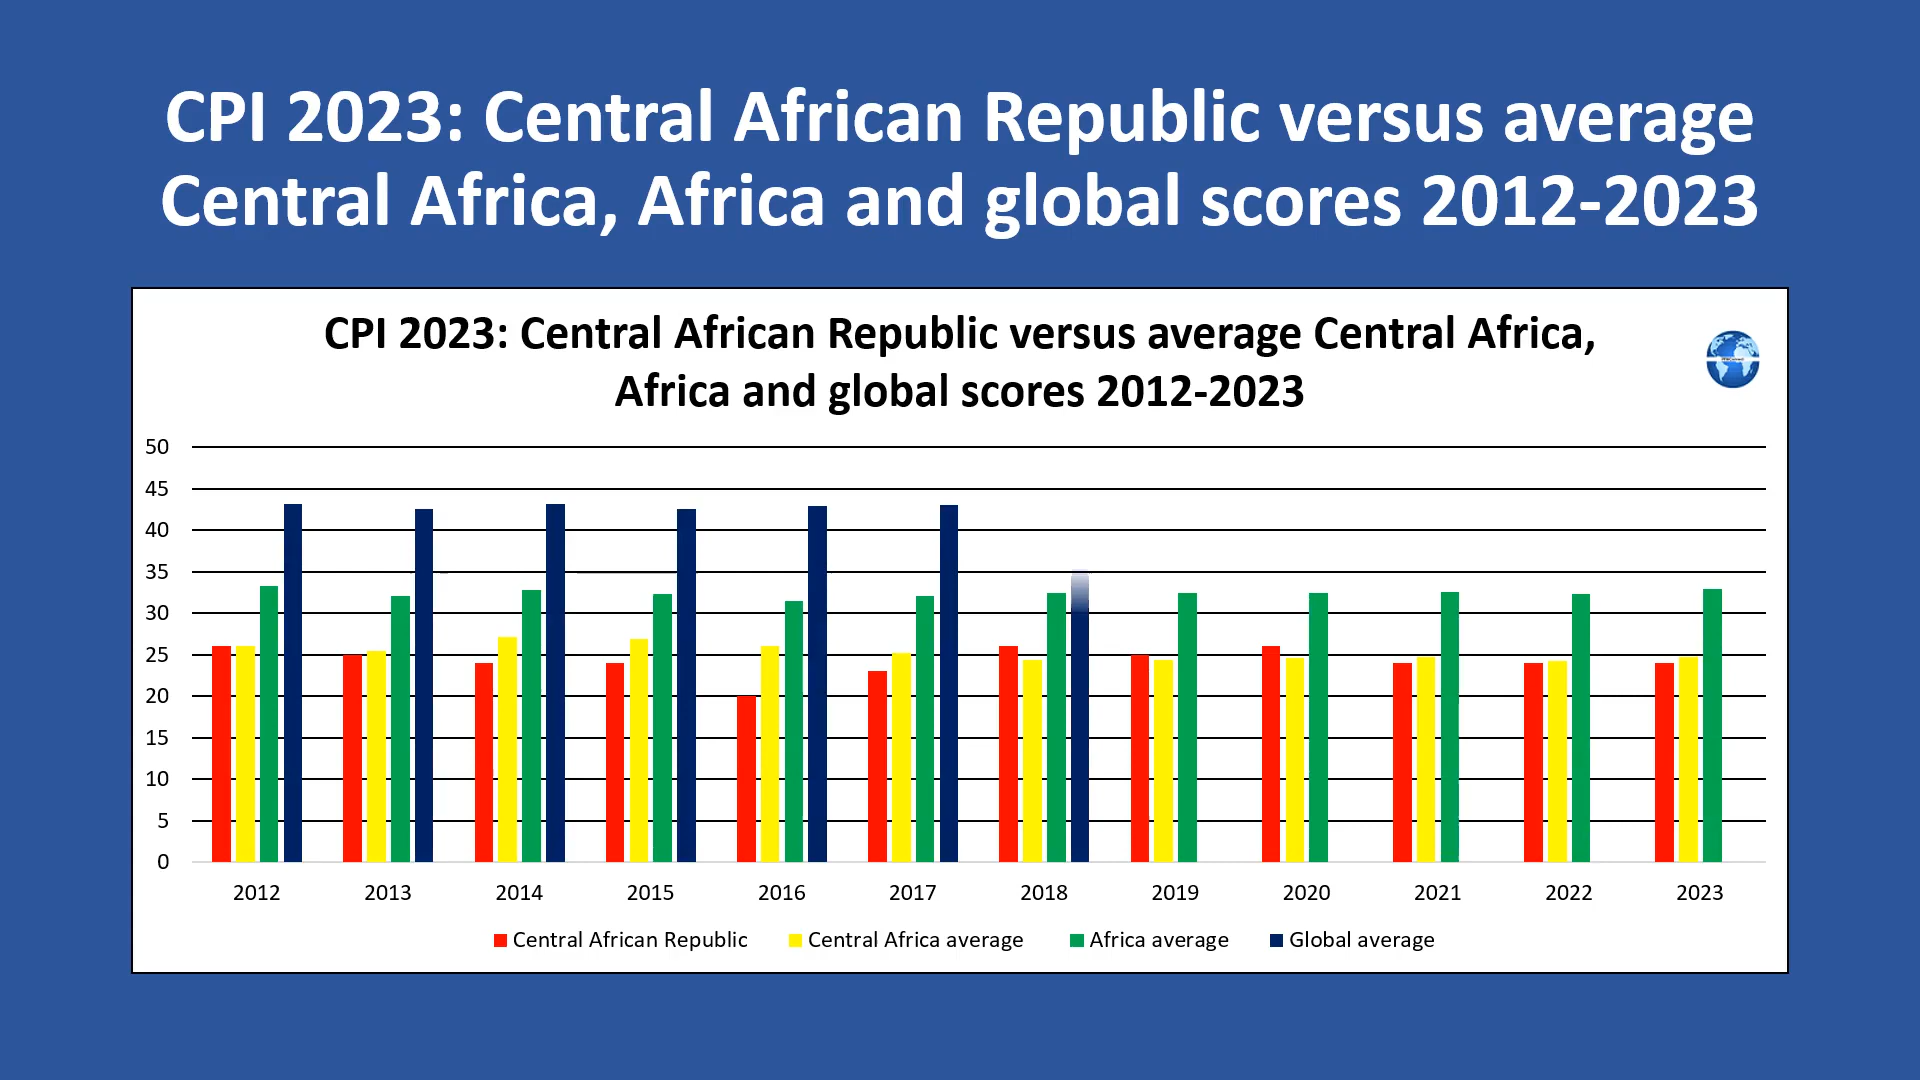 CPI 2023: Central African Republic versus average
Central Africa, Africa and global scores 2012-2023
CPI 2023: Central African Republic versus average Central Africa,
Africa and global scores 2012-2023
50
45
40
35
30
25
20
15
10
5
0
2012 2013 2014 2015 2016 2017 2018 2019 2020 2021 2022 2023
Central African Republic Central Africa average Africa average Global average